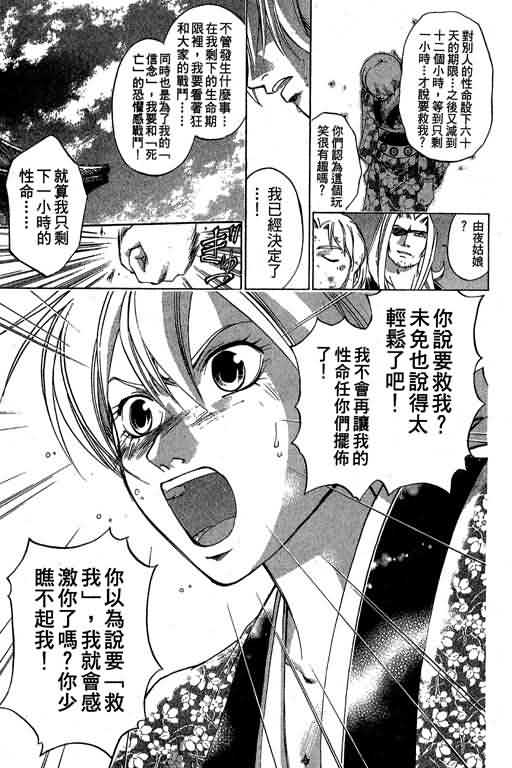 對別人的性命設下六十
天的期限…之後又減到
十二個小時，等到只剩
一小時…才說要救我？
你們認為這個玩
笑很有趣嗎？
由夜姑娘
？
不管發生什麼事…
在我剩下的生命期
限裡，我要看著狂
和大家的戰鬥…！
同時也是為了我的「
信念」，我要和「死
亡」的恐懼感戰鬥！
我已經決定了
……！
就算我只剩
下一小時的
性命……！
你說要救我？
未免也說得太
輕鬆了吧！
我不會再讓我的
性命任你們擺佈
了！
你以為說要「救
我」，我就會感
激你了嗎？你少
瞧不起我！